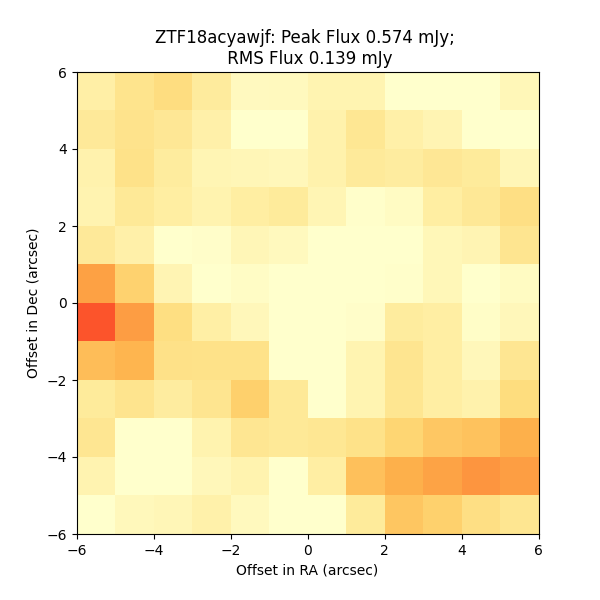 ZTF18acyawjf: Peak Flux 0.574 mJy;
RMS Flux 0.139 mJy
6
4
2
0
−2
−4
−6
Offset in Dec (arcsec)
−6 −4 −2 0 2 4 6
Offset in RA (arcsec)